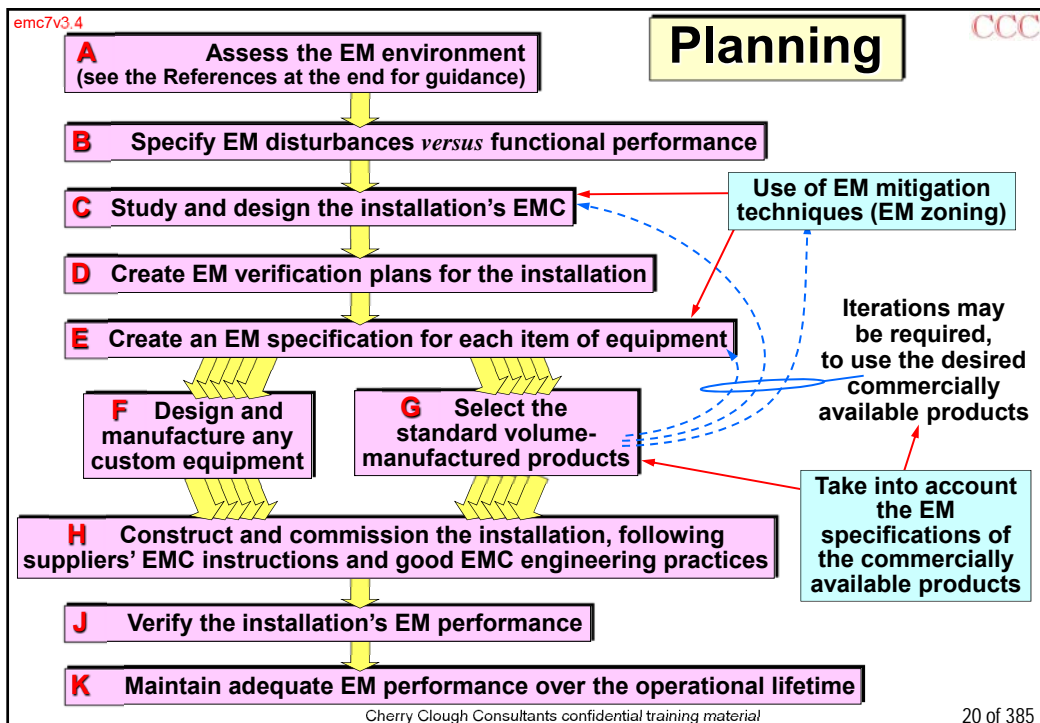 emc7v3.4
CCC
Planning
A Assess the EM environment
(see the References at the end for guidance)
B Specify EM disturbances versus functional performance
C Study and design the installation’s EMC
Use of EM mitigation
techniques (EM zoning)
D Create EM verification plans for the installation
E Create an EM specification for each item of equipment
Iterations may
be required,
to use the desired
commercially
available products
F Design and
manufacture any
custom equipment
G Select the
standard volume-
manufactured products
Take into account
the EM
specifications of
the commercially
available products
H Construct and commission the installation, following
suppliers’ EMC instructions and good EMC engineering practices
J Verify the installation’s EM performance
K Maintain adequate EM performance over the operational lifetime
Cherry Clough Consultants confidential training material
20 of 385